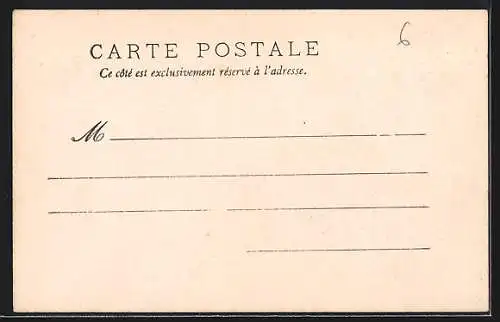 6
CARTE POSTALE
Ce côté est exclusivement réservé à l'adresse.
M